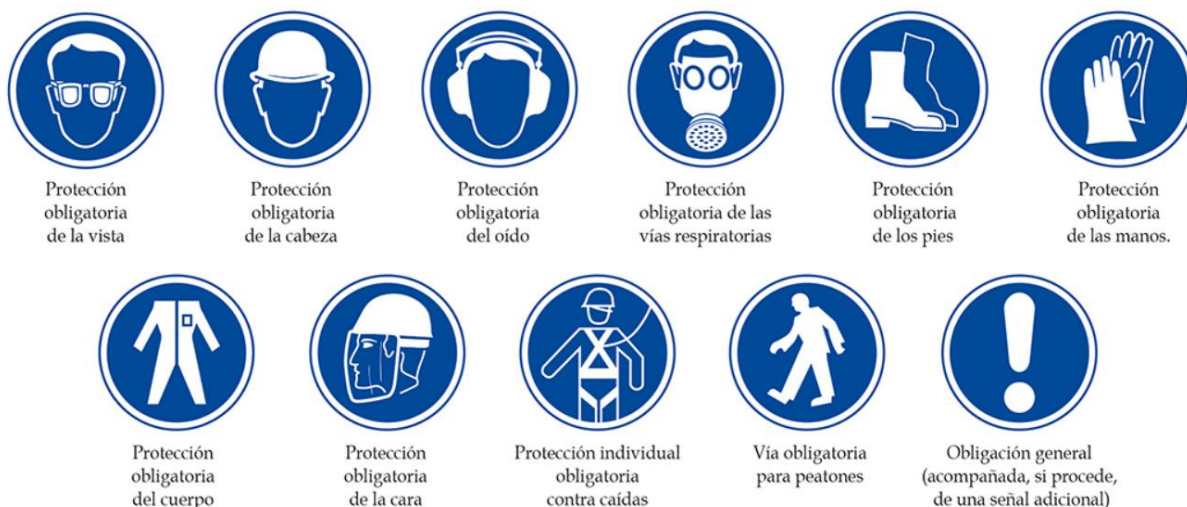 Protección
obligatoria
de la vista
Protección
obligatoria
de la cabeza
Protección
obligatoria
del oído
Protección
obligatoria de las
vías respiratorias
Protección
obligatoria
de los pies
Protección
obligatoria
de las manos.
Protección
obligatoria
del cuerpo
Protección
obligatoria
de la cara
Protección individual
obligatoria
contra caídas
Vía obligatoria
para peatones
Obligación general
(acompañada, si procede,
de una señal adicional)